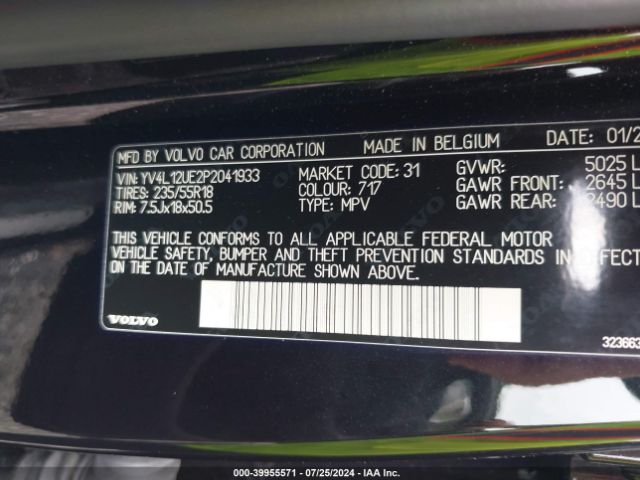 MFD BY VOLVO CAR CORPORATION MADE IN BELGIUM DATE: 01/2
VIN: YV4L12UE2P2041933 MARKET CODE: 31 GVWR: 5025 L
TIRES: 235/55R18 COLOUR: 717 GAWR FRONT: 2645 L
RIM: 7.5Jx18x50.5 TYPE: MPV GAWR REAR: 2490 L
THIS VEHICLE CONFORMS TO ALL APPLICABLE FEDERAL MOTOR
VEHICLE SAFETY, BUMPER AND THEFT PREVENTION STANDARDS IN EFFECT
ON THE DATE OF MANUFACTURE SHOWN ABOVE.
VOLVO
323663
000-39955571 | 07/25/2024 | IAA Inc.